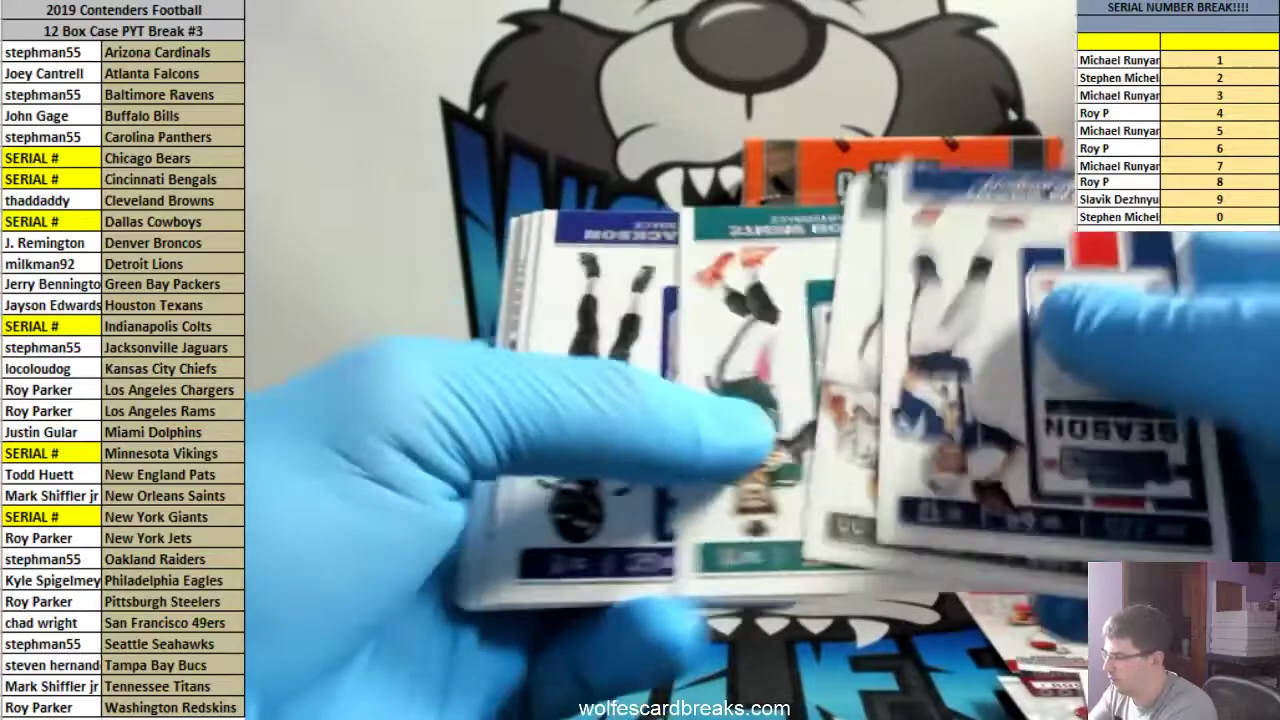 2019 Contenders Football
12 Box Case PYT Break #3
stephman55 Arizona Cardinals
Joey Cantrell Atlanta Falcons
stephman55 Baltimore Ravens
John Gage Buffalo Bills
stephman55 Carolina Panthers
SERIAL # Chicago Bears
SERIAL # Cincinnati Bengals
thaddaddy Cleveland Browns
SERIAL # Dallas Cowboys
J. Remington Denver Broncos
milkman92 Detroit Lions
Jerry Benningto Green Bay Packers
Jayson Edwards Houston Texans
SERIAL # Indianapolis Colts
stephman55 Jacksonville Jaguars
locoloudog Kansas City Chiefs
Roy Parker Los Angeles Chargers
Roy Parker Los Angeles Rams
Justin Gular Miami Dolphins
SERIAL # Minnesota Vikings
Todd Huett New England Pats
Mark Shiffler jr New Orleans Saints
SERIAL # New York Giants
Roy Parker New York Jets
stephman55 Oakland Raiders
Kyle Spigelmey Philadelphia Eagles
Roy Parker Pittsburgh Steelers
chad wright San Francisco 49ers
stephman55 Seattle Seahawks
steven hernand Tampa Bay Bucs
Mark Shiffler jr Tennessee Titans
Roy Parker Washington Redskins
SERIAL NUMBER BREAK!!!!
Michael Runyan 1
Stephen Michel 2
Michael Runyan 3
Roy P 4
Michael Runyan 5
Roy P 6
Michael Runyan 7
Roy P 8
Slavik Dezhnyu 9
Stephen Michel 0
JACKSON
SEASON
wolfescardbreaks.com